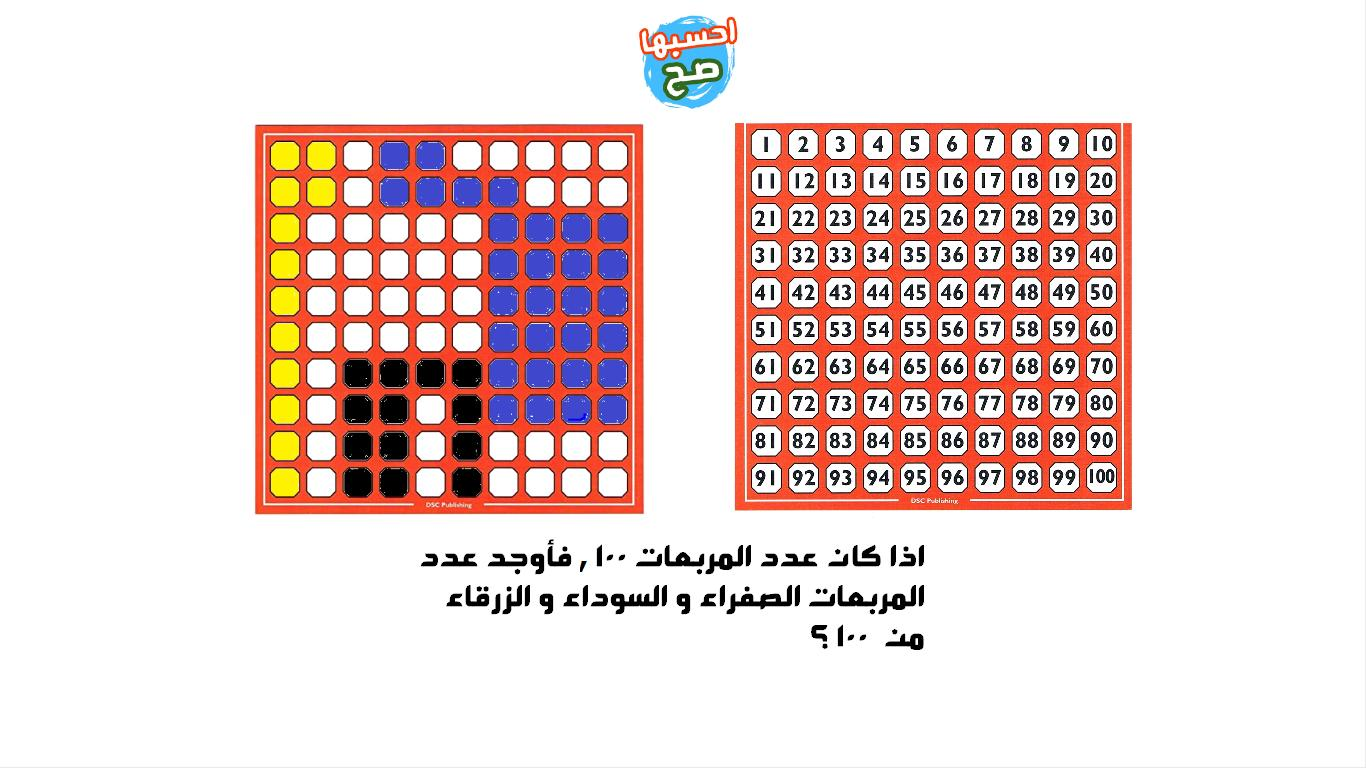 احسبها
صح
1 2 3 4 5 6 7 8 9 10
11 12 13 14 15 16 17 18 19 20
21 22 23 24 25 26 27 28 29 30
31 32 33 34 35 36 37 38 39 40
41 42 43 44 45 46 47 48 49 50
51 52 53 54 55 56 57 58 59 60
61 62 63 64 65 66 67 68 69 70
71 72 73 74 75 76 77 78 79 80
81 82 83 84 85 86 87 88 89 90
91 92 93 94 95 96 97 98 99 100
DSC Publishing
DSC Publishing
اذا كان عدد المربعات ١٠٠ , فأوجد عدد
المربعات الصفراء و السوداء و الزرقاء
من ١٠٠ ؟